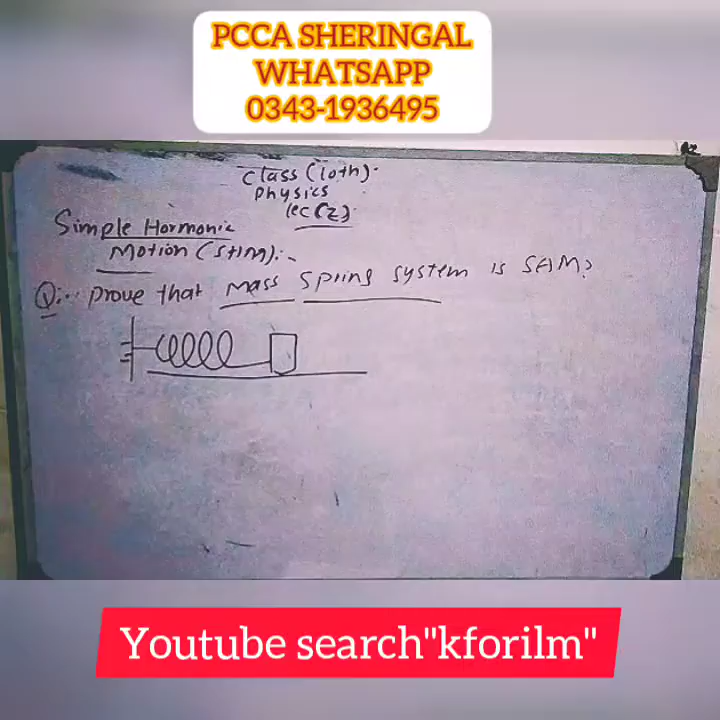 PCCA SHERINGAL
WHATSAPP
0343-1936495
Class (10th).
Physics
lec (2).
Simple Hormonic
Motion (SHM):-
Q:- Prove that Mass Spring system is SHM?
Youtube search"kforilm"